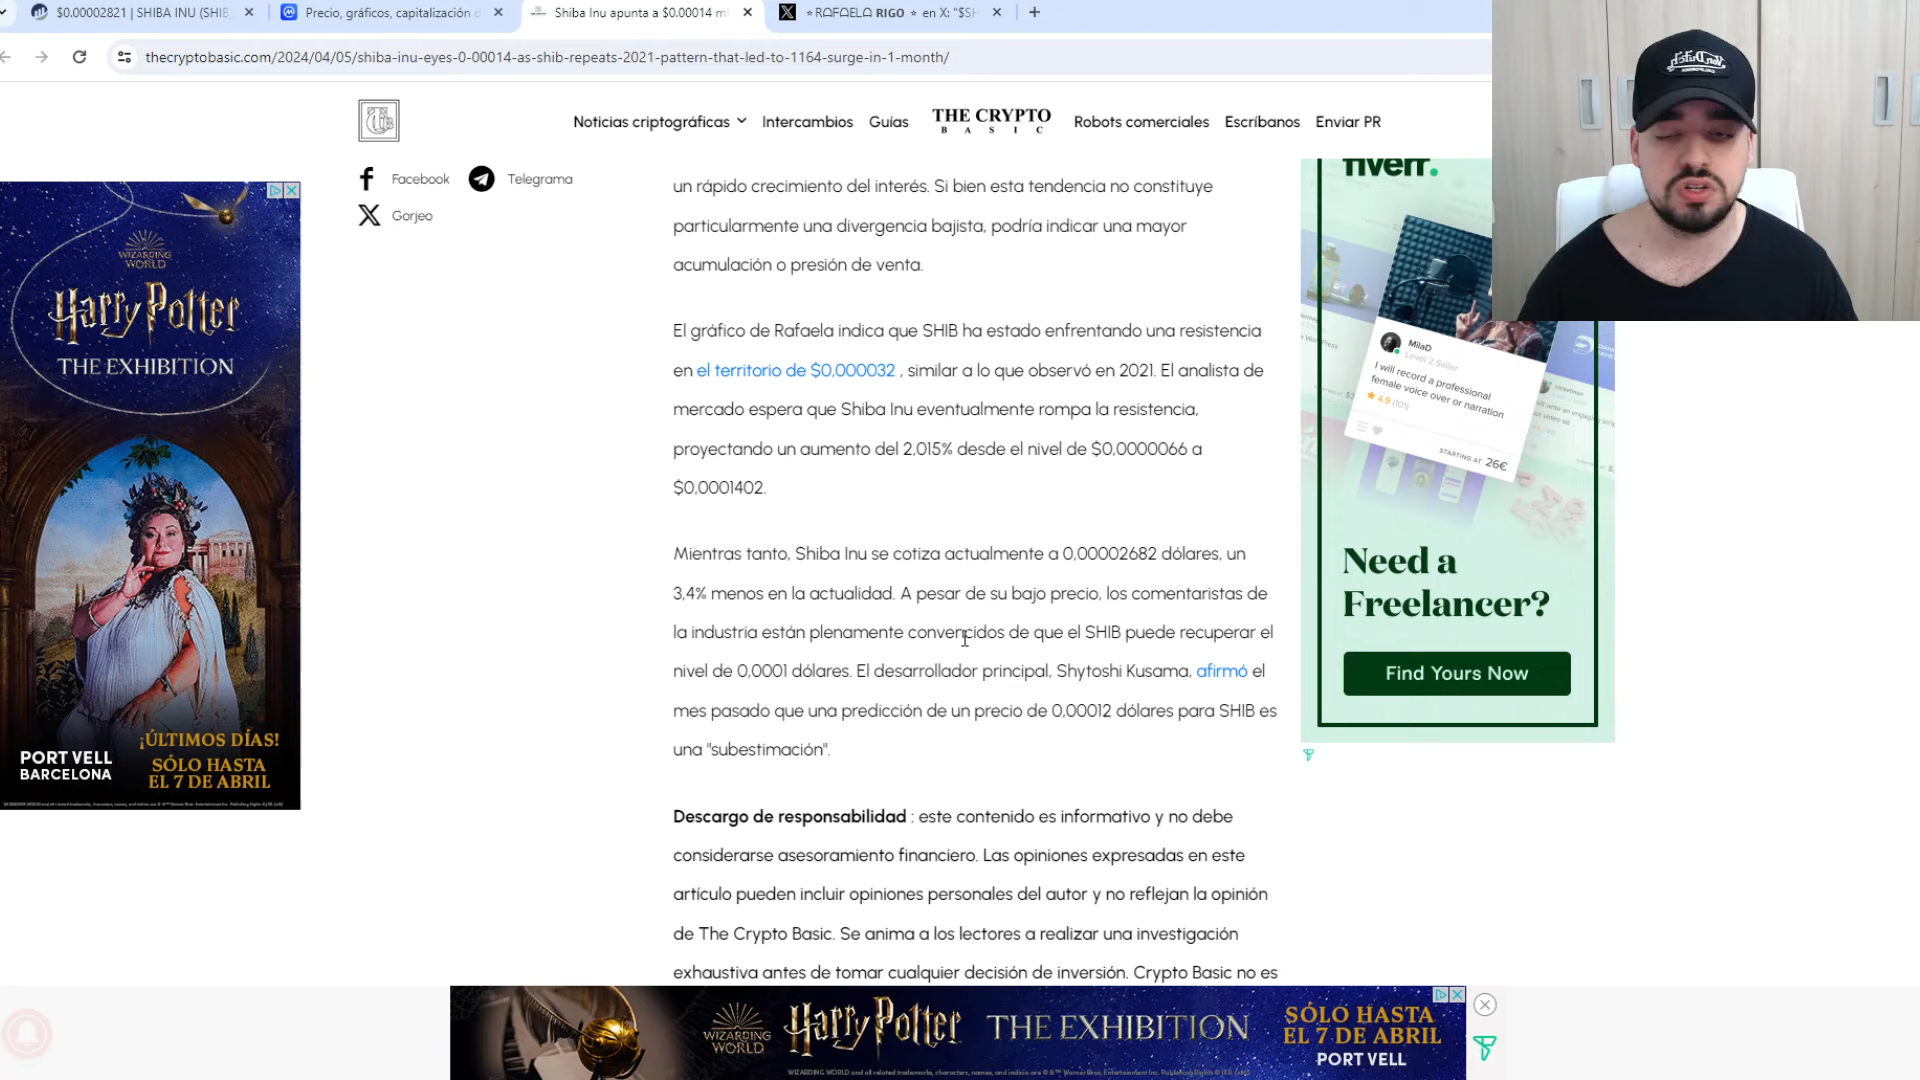 $0.00002821 | SHIBA INU (SHIB
Precio, gráficos, capitalización d
Shiba Inu apunta a $0.00014 mi
RAFAELA RIGO ⭐ en X: "$SH
thecryptobasic.com/2024/04/05/shiba-inu-eyes-0-00014-as-shib-repeats-2021-pattern-that-led-to-1164-surge-in-1-month/
Noticias criptográficas
Intercambios
Guías
THE CRYPTO
BASIC
Robots comerciales
Escríbanos
Enviar PR
Facebook
Telegrama
Gorjeo
un rápido crecimiento del interés. Si bien esta tendencia no constituye
particularmente una divergencia bajista, podría indicar una mayor
acumulación o presión de venta.
El gráfico de Rafaela indica que SHIB ha estado enfrentando una resistencia
en el territorio de $0,000032 , similar a lo que observó en 2021. El analista de
mercado espera que Shiba Inu eventualmente rompa la resistencia,
proyectando un aumento del 2,015% desde el nivel de $0,0000066 a
$0,0001402.
Mientras tanto, Shiba Inu se cotiza actualmente a 0,00002682 dólares, un
3,4% menos en la actualidad. A pesar de su bajo precio, los comentaristas de
la industria están plenamente convencidos de que el SHIB puede recuperar el
nivel de 0,0001 dólares. El desarrollador principal, Shytoshi Kusama, afirmó el
mes pasado que una predicción de un precio de 0,00012 dólares para SHIB es
una "subestimación".
Descargo de responsabilidad : este contenido es informativo y no debe
considerarse asesoramiento financiero. Las opiniones expresadas en este
artículo pueden incluir opiniones personales del autor y no reflejan la opinión
de The Crypto Basic. Se anima a los lectores a realizar una investigación
exhaustiva antes de tomar cualquier decisión de inversión. Crypto Basic no es
WIZARDING
WORLD
Harry Potter
THE EXHIBITION
¡ÚLTIMOS DÍAS!
PORT VELL
BARCELONA
SÓLO HASTA
EL 7 DE ABRIL
fiverr.
MilaD
Level 2 Seller
I will record a professional
female voice over or narration
4.9 (101)
STARTING AT 26€
Need a
Freelancer?
Find Yours Now
Von Dutch
WIZARDING
WORLD
Harry Potter THE EXHIBITION
SÓLO HASTA
EL 7 DE ABRIL
PORT VELL